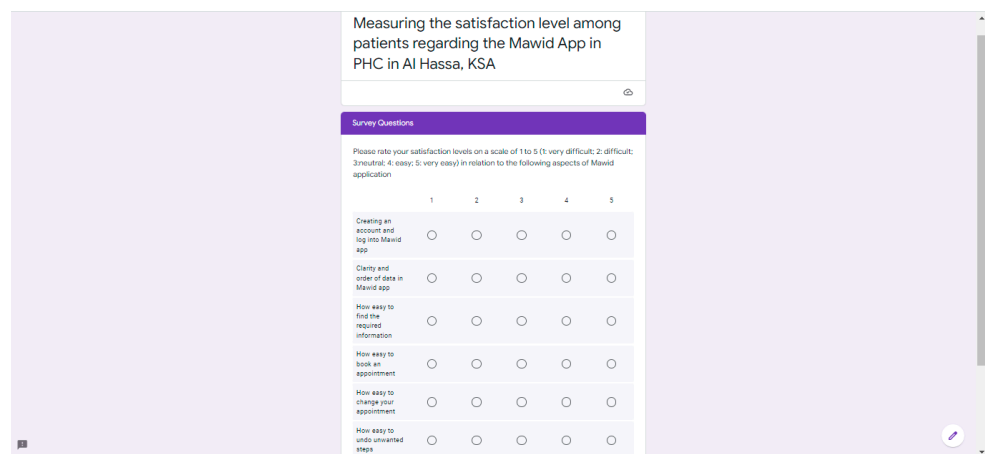 Measuring the satisfaction level among
patients regarding the Mawid App in
PHC in Al Hassa, KSA
Survey Questions
Please rate your satisfaction levels on a scale of 1 to 5 (1: very difficult; 2: difficult;
3:neutral; 4: easy; 5: very easy) in relation to the following aspects of Mawid
application
1 2 3 4 5
Creating an
account and
log into Mawid
app
Clarity and
order of data in
Mawid app
How easy to
find the
required
information
How easy to
book an
appointment
How easy to
change your
appointment
How easy to
undo unwanted
steps